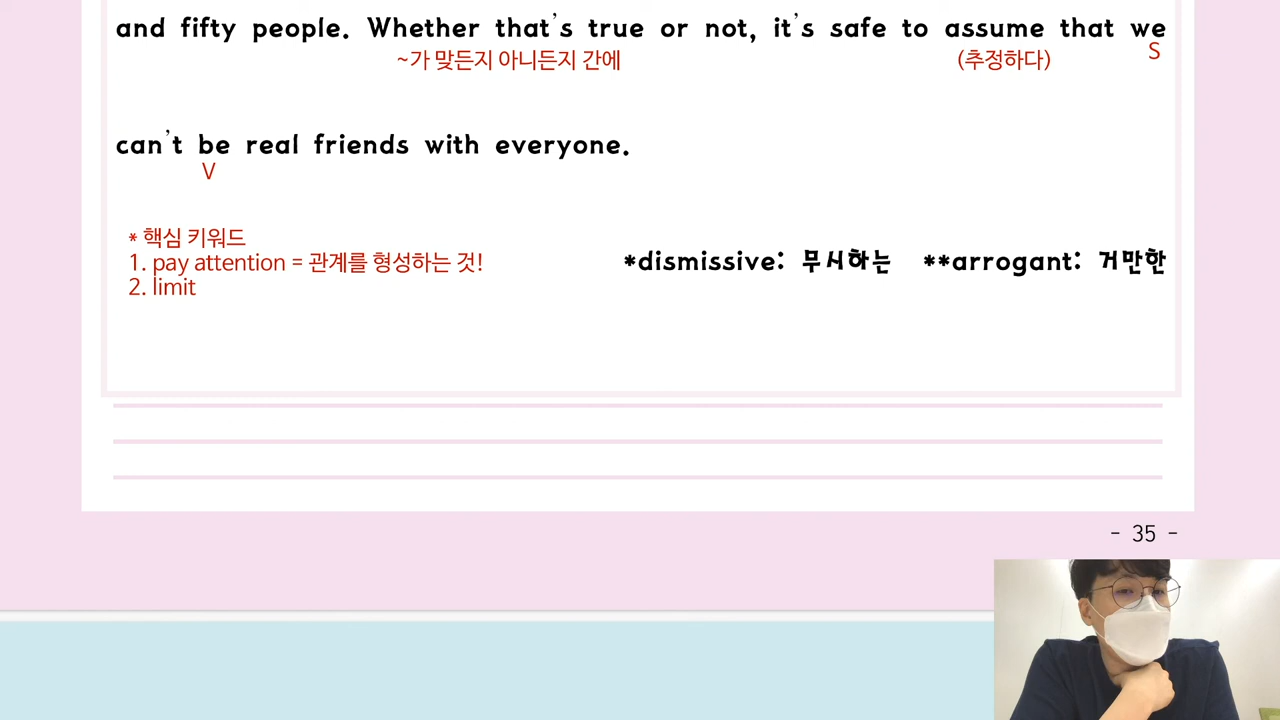 and fifty people. Whether that's true or not, it's safe to assume that we
~가 맞든지 아니든지 간에 (추정하다) S
can't be real friends with everyone.
V
* 핵심 키워드
1. pay attention = 관계를 형성하는 것!
2. limit
*dismissive: 무시하는 **arrogant: 거만한
- 35 -